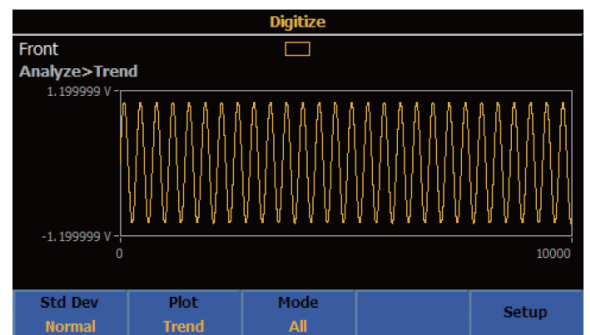 Digitize
Front
Analyze>Trend
1.199999 V
-1.199999 V
0
10000
Std Dev
Normal
Plot
Trend
Mode
All
Setup